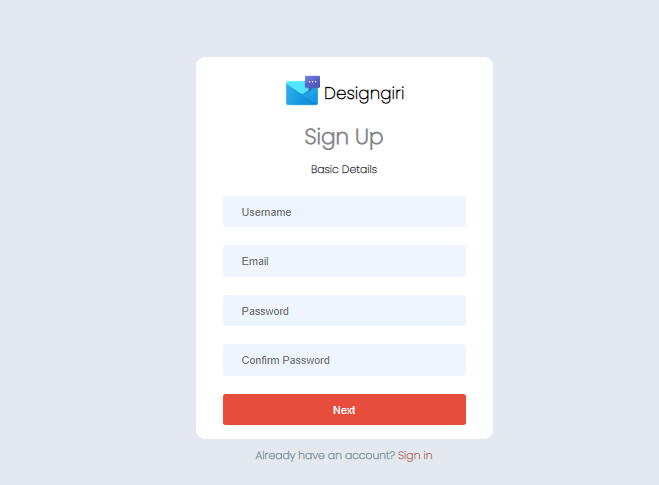 Designgiri
Sign Up
Basic Details
Username
Email
Password
Confirm Password
Next
Already have an account? Sign in